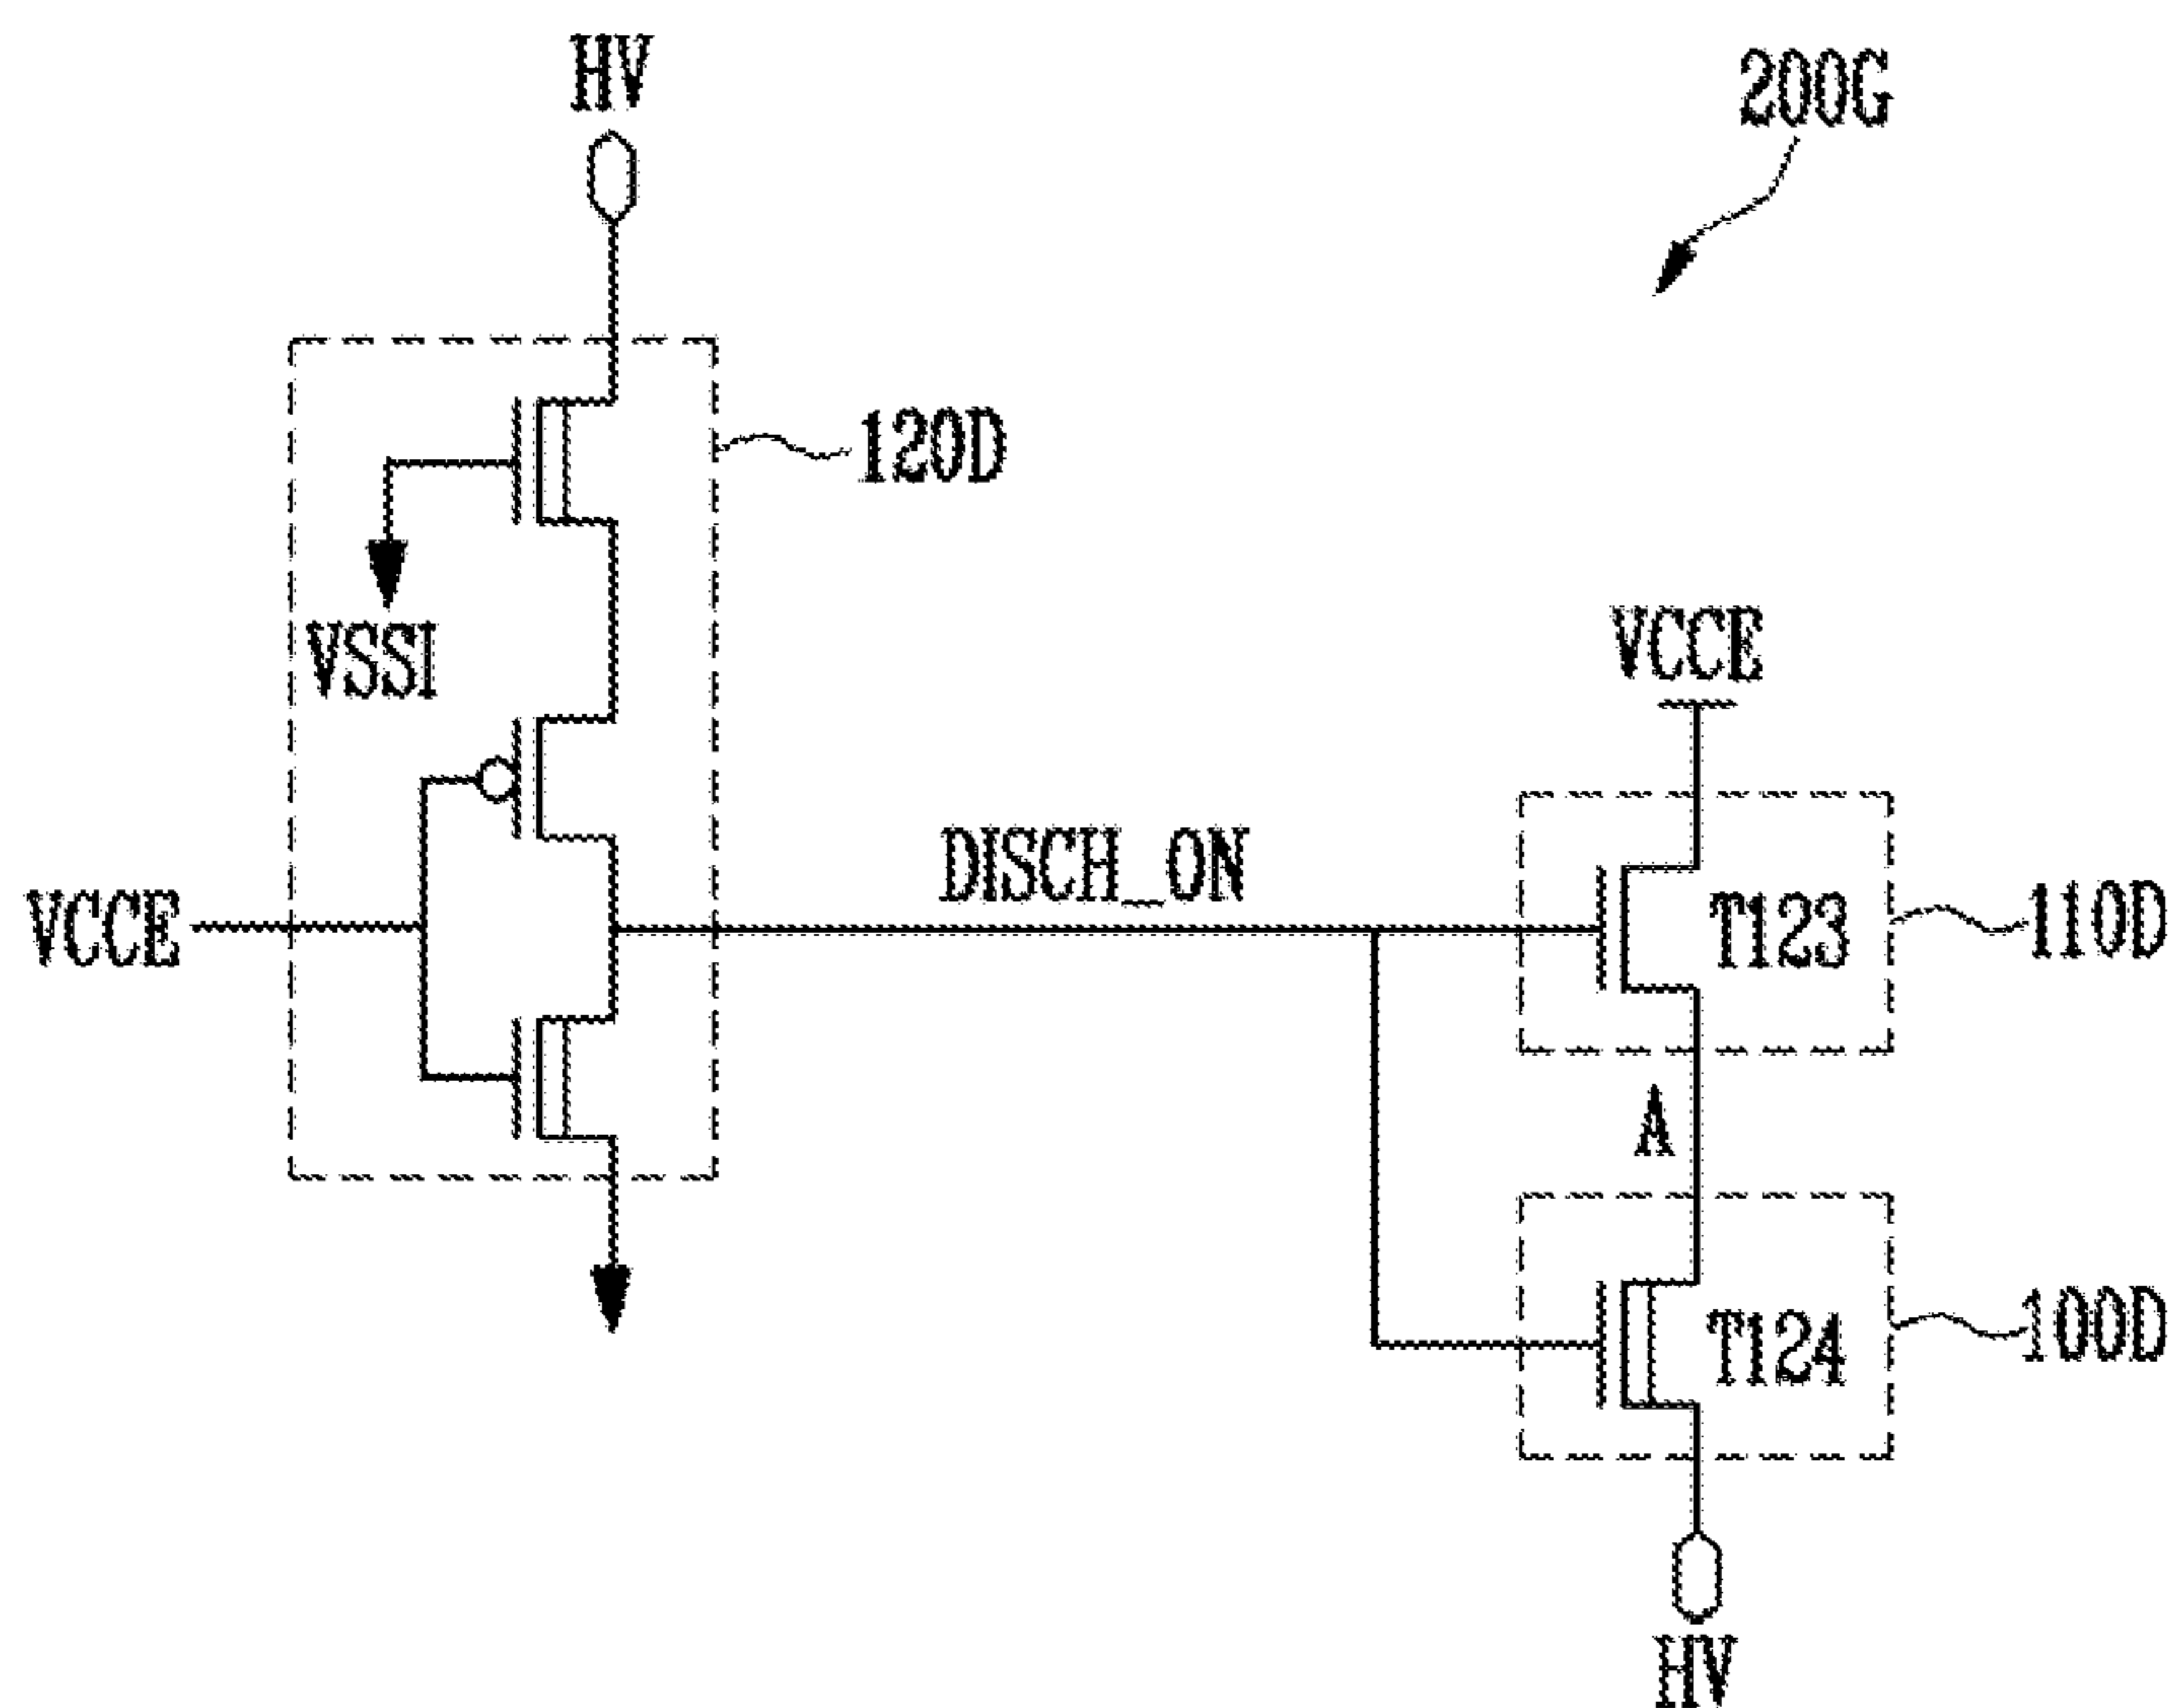 HV
200G
120D
VSSI
VCCE
VCCE
DISCH_ON
T123
110D
A
T124
100D
HV